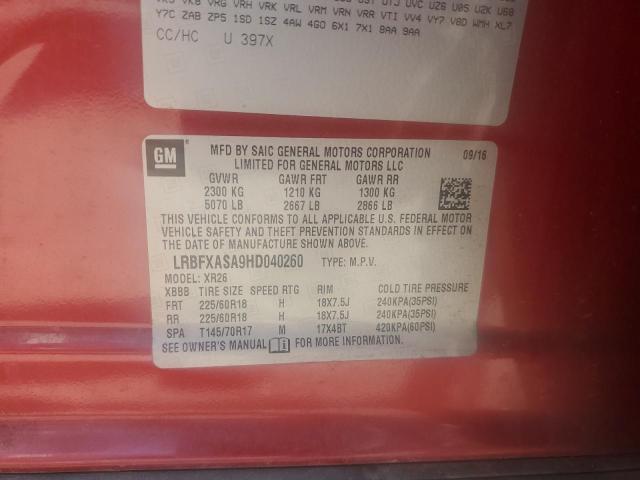 VK5 VK8 VRG VRH VRK VRL VRM VRN VRR VTI VV4 VY7 V8D WMH XL7
Y7C ZAB ZP5 1SD 1SZ 4AW 4GO 6X1 7X1 8AA 9AA
CC/HC U 397X
GM
MFD BY SAIC GENERAL MOTORS CORPORATION 09/16
LIMITED FOR GENERAL MOTORS LLC
GVWR GAWR FRT GAWR RR
2300 KG 1210 KG 1300 KG
5070 LB 2667 LB 2866 LB
THIS VEHICLE CONFORMS TO ALL APPLICABLE U.S. FEDERAL MOTOR
VEHICLE SAFETY AND THEFT PREVENTION STANDARDS IN EFFECT ON THE
DATE OF MANUFACTURE SHOWN ABOVE.
LRBFXASA9HD040260 TYPE: M.P.V.
MODEL: XR26
XBBB TIRE SIZE SPEED RTG RIM COLD TIRE PRESSURE
FRT 225/60R18 H 18X7.5J 240KPA(35PSI)
RR 225/60R18 H 18X7.5J 240KPA(35PSI)
SPA T145/70R17 M 17X4BT 420KPA(60PSI)
SEE OWNER'S MANUAL FOR MORE INFORMATION.